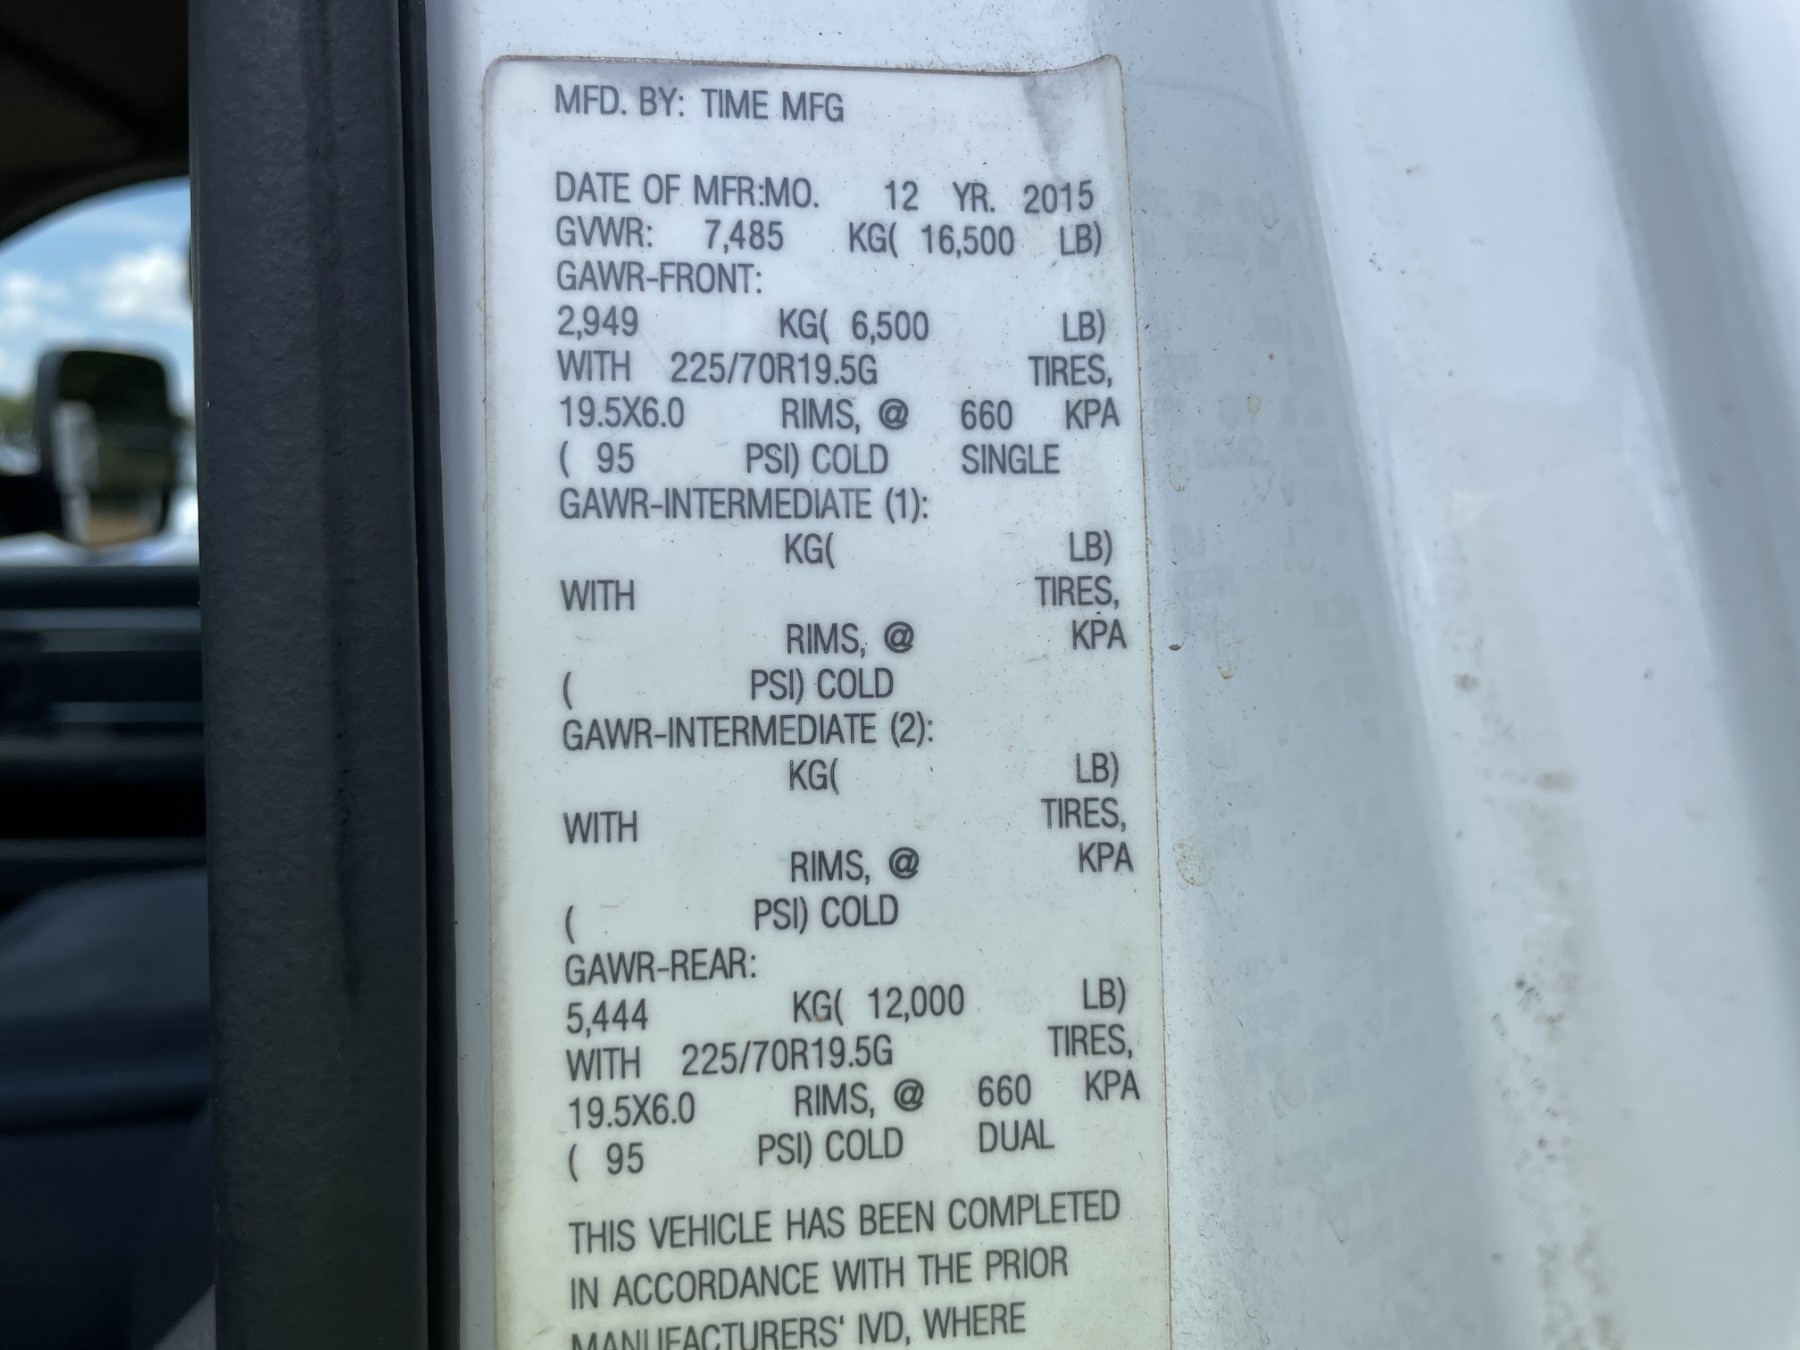 MFD. BY: TIME MFG
DATE OF MFR:MO. 12 YR. 2015
GVWR: 7,485 KG( 16,500 LB)
GAWR-FRONT:
2,949 KG( 6,500 LB)
WITH 225/70R19.5G TIRES,
19.5X6.0 RIMS, @ 660 KPA
( 95 PSI) COLD SINGLE
GAWR-INTERMEDIATE (1):
KG( LB)
WITH TIRES,
RIMS, @ KPA
( PSI) COLD
GAWR-INTERMEDIATE (2):
KG( LB)
WITH TIRES,
RIMS, @ KPA
( PSI) COLD
GAWR-REAR:
5,444 KG( 12,000 LB)
WITH 225/70R19.5G TIRES,
19.5X6.0 RIMS, @ 660 KPA
( 95 PSI) COLD DUAL
THIS VEHICLE HAS BEEN COMPLETED
IN ACCORDANCE WITH THE PRIOR
MANUFACTURERS' IVD, WHERE